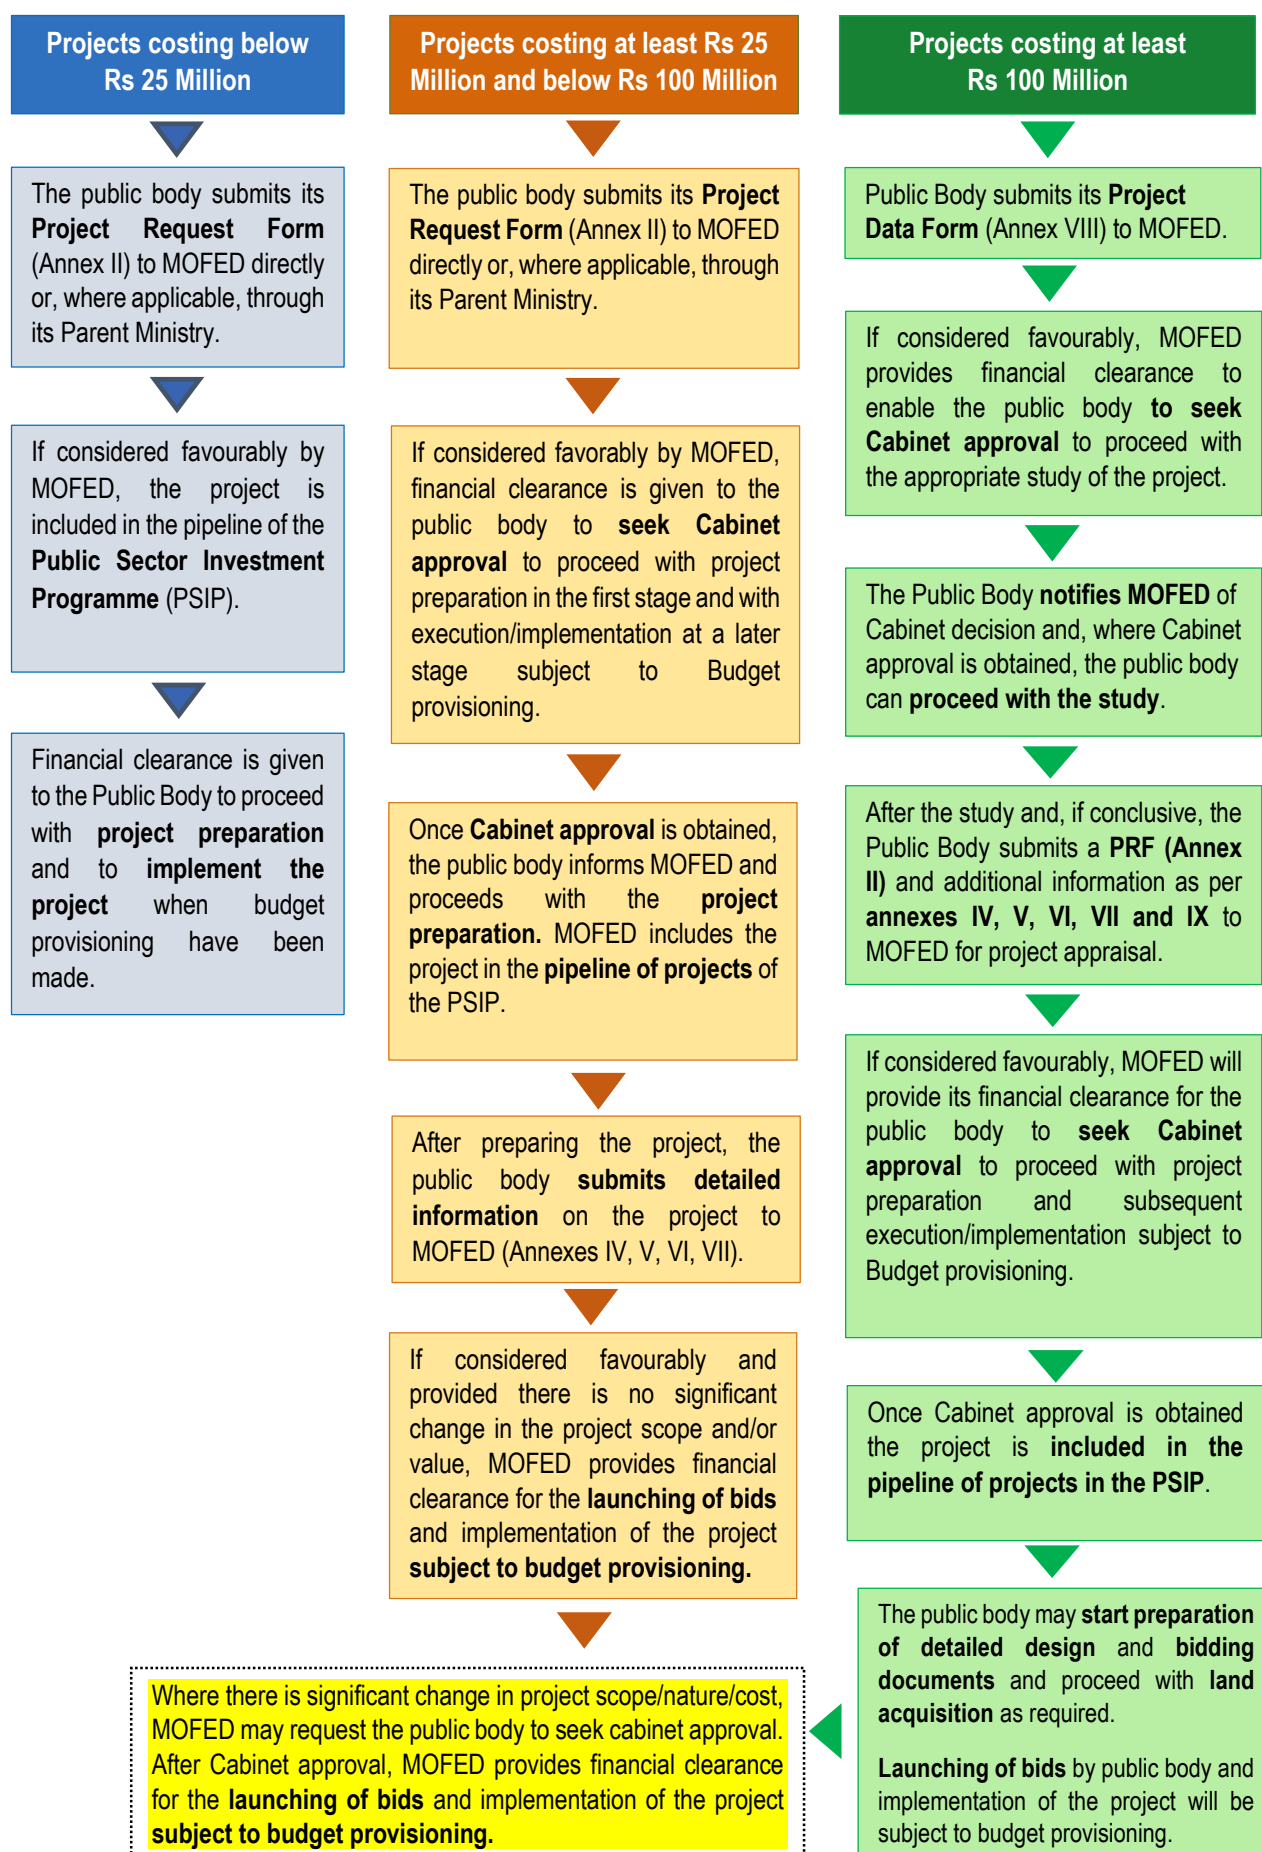 Projects costing below
Rs 25 Million
The public body submits its
Project Request Form
(Annex II) to MOFED directly
or, where applicable, through
its Parent Ministry.
If considered favourably by
MOFED, the project is
included in the pipeline of the
Public Sector Investment
Programme (PSIP).
Financial clearance is given
to the Public Body to proceed
with project preparation
and to implement the
project when budget
provisioning have been
made.
Projects costing at least Rs 25
Million and below Rs 100 Million
The public body submits its Project
Request Form (Annex II) to MOFED
directly or, where applicable, through
its Parent Ministry.
If considered favorably by MOFED,
financial clearance is given to the
public body to seek Cabinet
approval to proceed with project
preparation in the first stage and with
execution/implementation at a later
stage subject to Budget
provisioning.
Once Cabinet approval is obtained,
the public body informs MOFED and
proceeds with the project
preparation. MOFED includes the
project in the pipeline of projects of
the PSIP.
After preparing the project, the
public body submits detailed
information on the project to
MOFED (Annexes IV, V, VI, VII).
If considered favourably and
provided there is no significant
change in the project scope and/or
value, MOFED provides financial
clearance for the launching of bids
and implementation of the project
subject to budget provisioning.
Projects costing at least
Rs 100 Million
Public Body submits its Project
Data Form (Annex VIII) to MOFED.
If considered favourably, MOFED
provides financial clearance to
enable the public body to seek
Cabinet approval to proceed with
the appropriate study of the project.
The Public Body notifies MOFED of
Cabinet decision and, where Cabinet
approval is obtained, the public body
can proceed with the study.
After the study and, if conclusive, the
Public Body submits a PRF (Annex
II) and additional information as per
annexes IV, V, VI, VII and IX to
MOFED for project appraisal.
If considered favourably, MOFED will
provide its financial clearance for the
public body to seek Cabinet
approval to proceed with project
preparation and subsequent
execution/implementation subject to
Budget provisioning.
Once Cabinet approval is obtained
the project is included in the
pipeline of projects in the PSIP.
The public body may start preparation
of detailed design and bidding
documents and proceed with land
acquisition as required.
Launching of bids by public body and
implementation of the project will be
subject to budget provisioning.
Where there is significant change in project scope/nature/cost,
MOFED may request the public body to seek cabinet approval.
After Cabinet approval, MOFED provides financial clearance
for the launching of bids and implementation of the project
subject to budget provisioning.